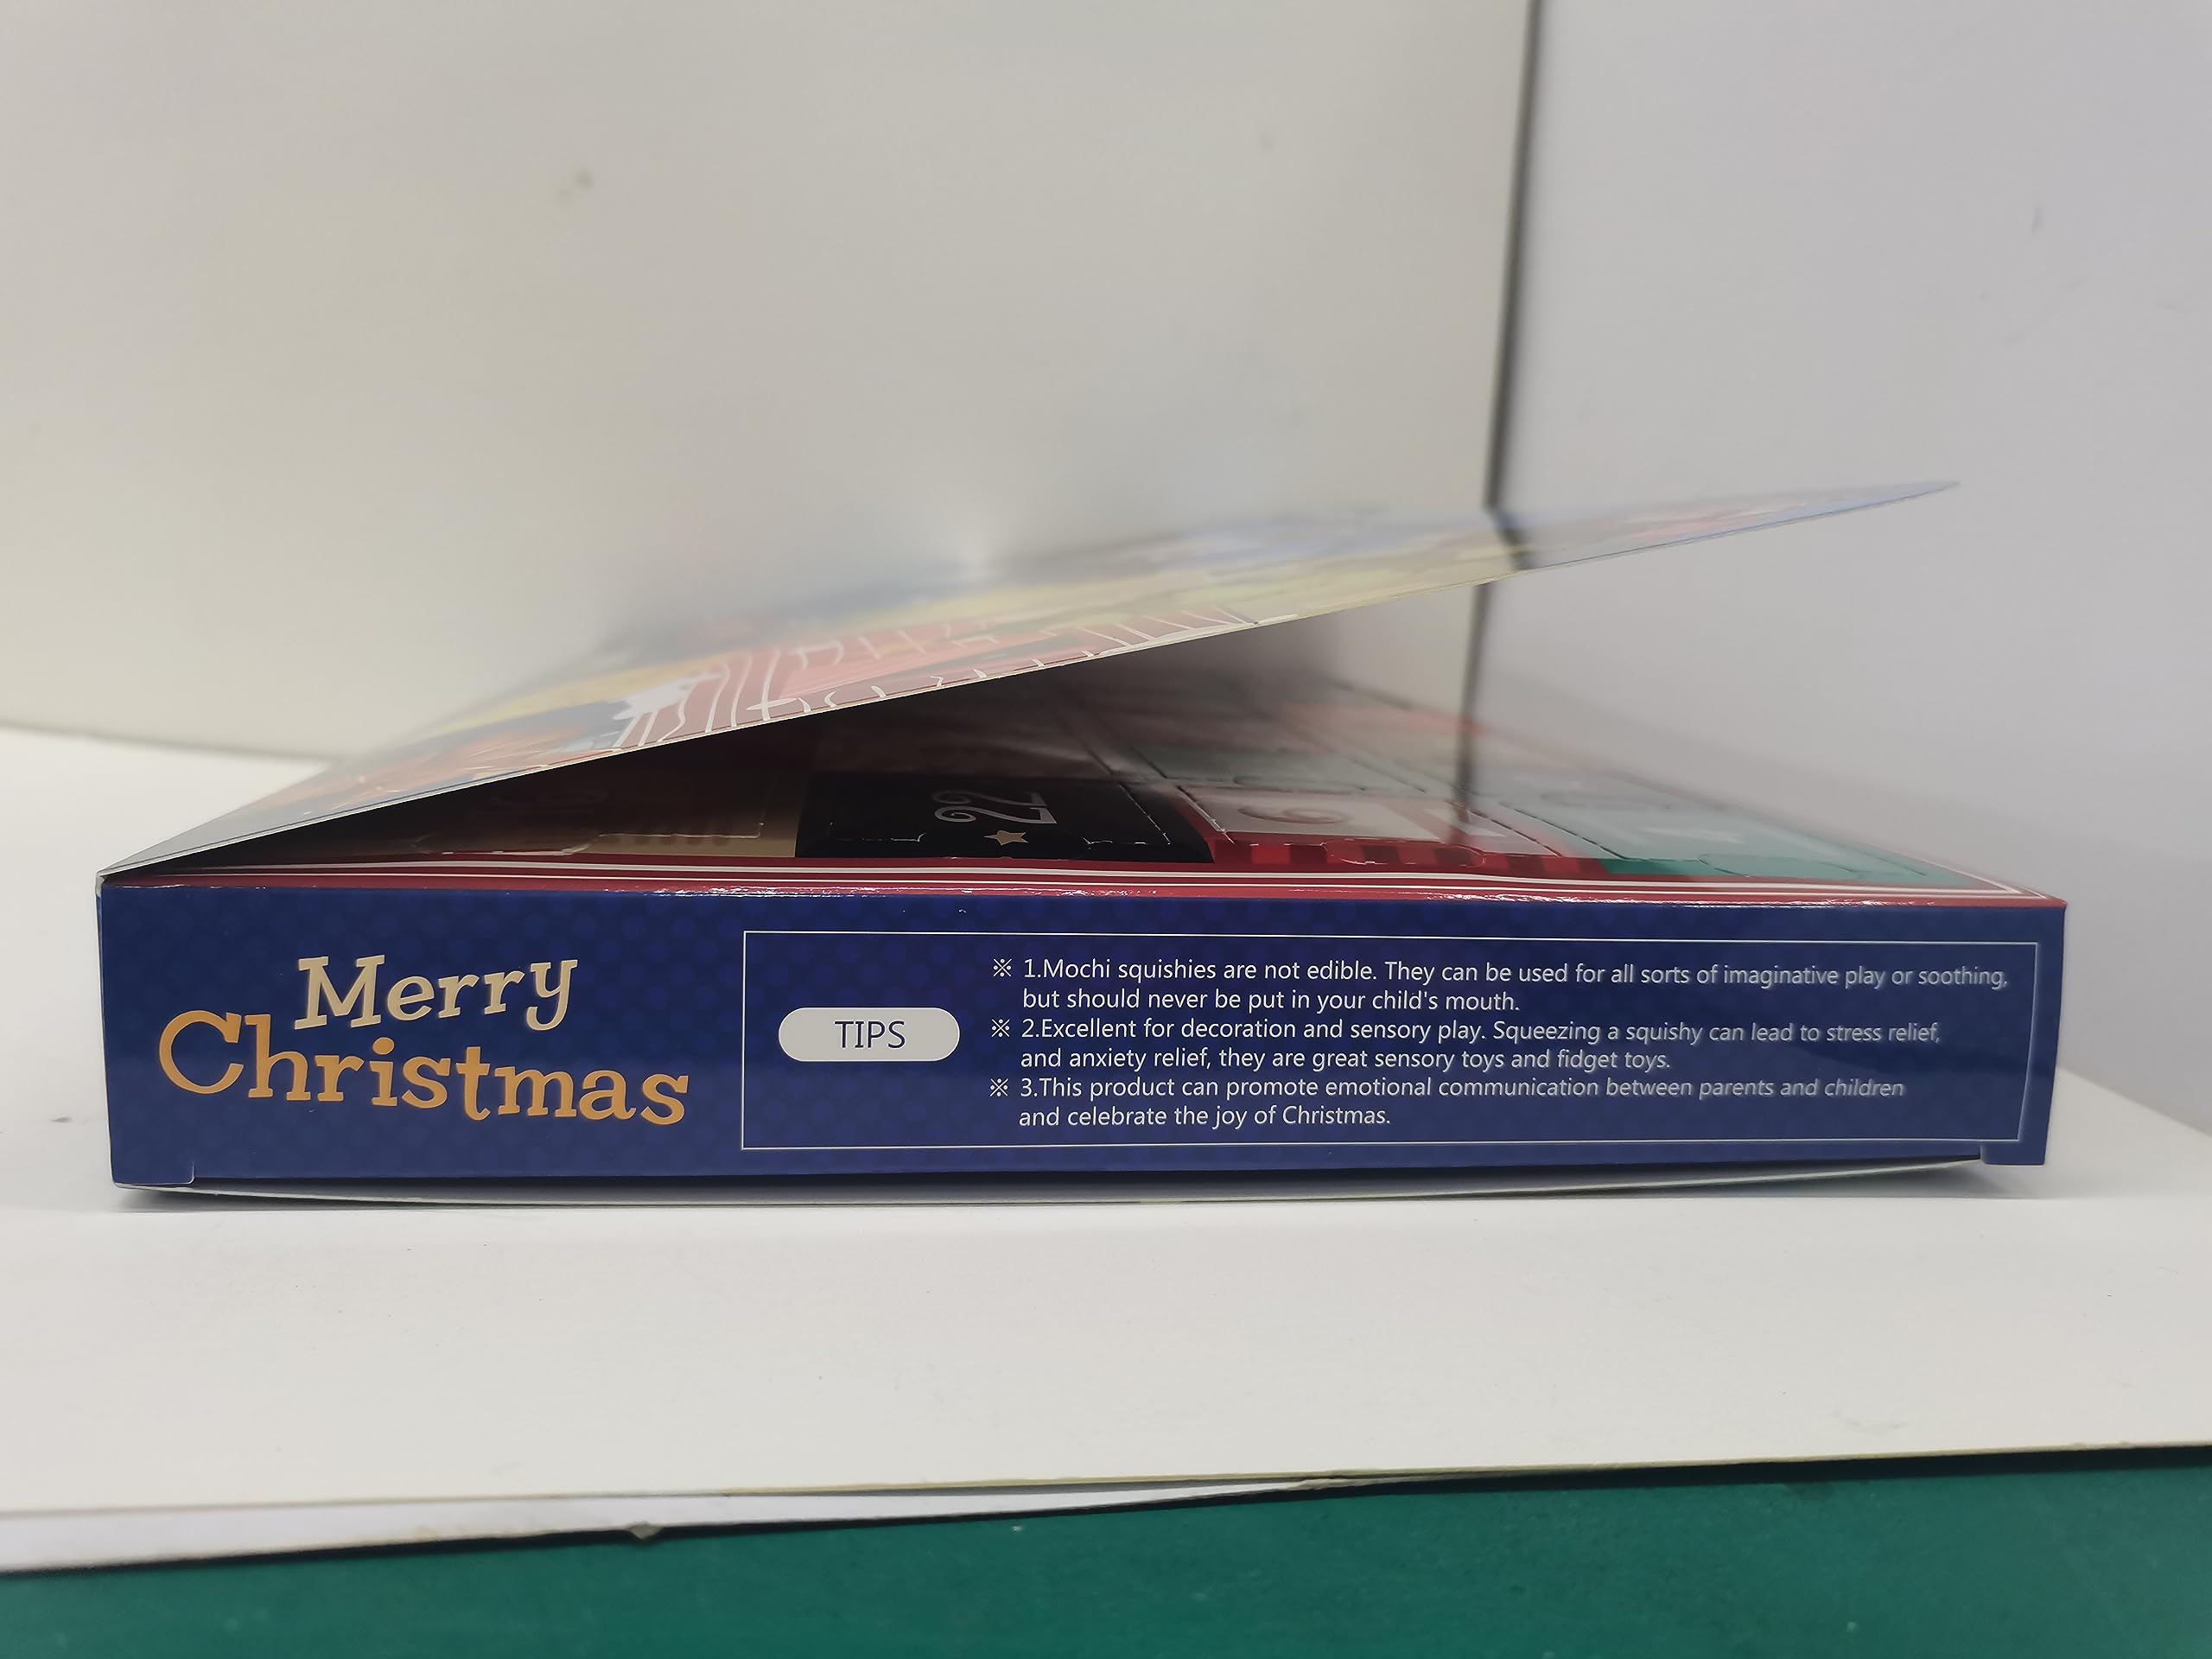 22
6
Merry
Christmas
TIPS
※ 1.Mochi squishies are not edible. They can be used for all sorts of imaginative play or soothing,
but should never be put in your child's mouth.
※ 2.Excellent for decoration and sensory play. Squeezing a squishy can lead to stress relief,
and anxiety relief, they are great sensory toys and fidget toys.
※ 3.This product can promote emotional communication between parents and children
and celebrate the joy of Christmas.